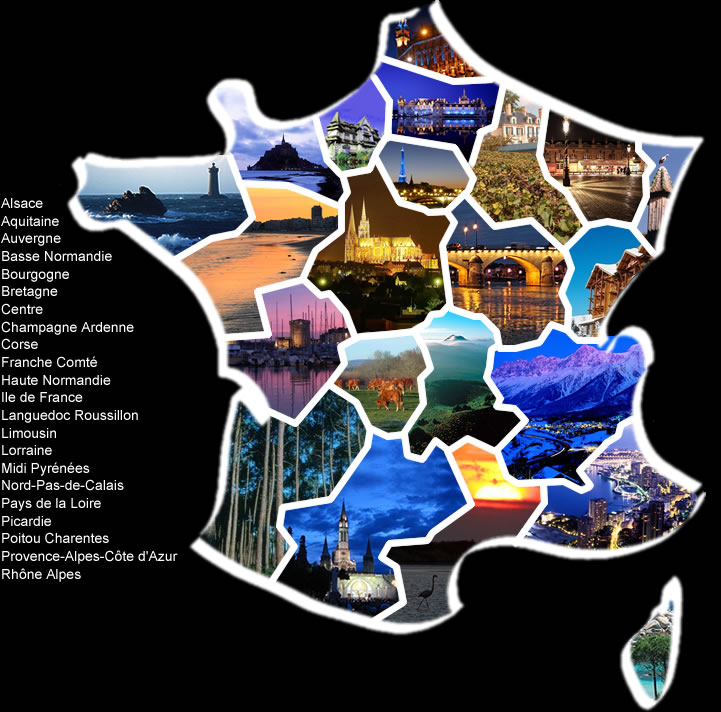 Alsace
Aquitaine
Auvergne
Basse Normandie
Bourgogne
Bretagne
Centre
Champagne Ardenne
Corse
Franche Comté
Haute Normandie
Ile de France
Languedoc Roussillon
Limousin
Lorraine
Midi Pyrénées
Nord-Pas-de-Calais
Pays de la Loire
Picardie
Poitou Charentes
Provence-Alpes-Côte d'Azur
Rhône Alpes